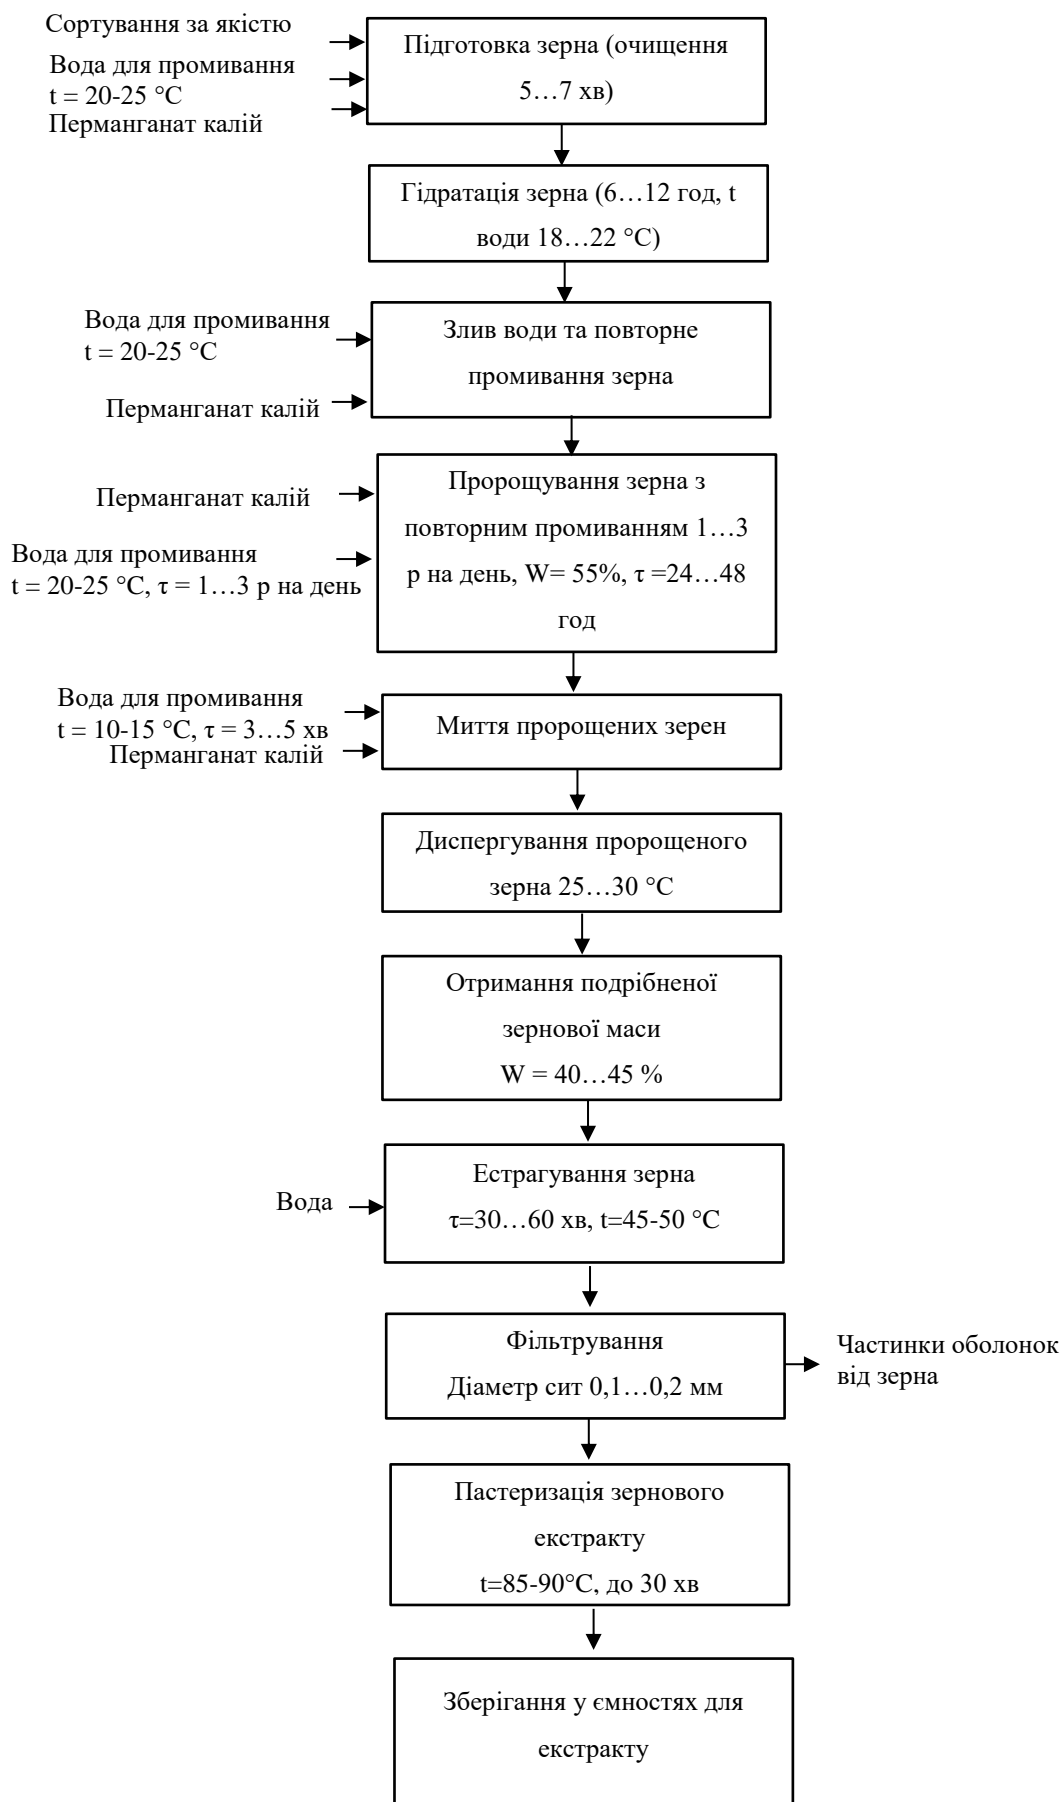 Сортування за якістю
Вода для промивання
t = 20-25 °C
Перманганат калій
Підготовка зерна (очищення
5…7 хв)
Гідратація зерна (6…12 год, t
води 18…22 °C)
Вода для промивання
t = 20-25 °C
Перманганат калій
Злив води та повторне
промивання зерна
Перманганат калій
Вода для промивання
t = 20-25 °C, τ = 1…3 р на день
Пророщування зерна з
повторним промиванням 1…3
р на день, W= 55%, τ =24…48
год
Вода для промивання
t = 10-15 °C, τ = 3…5 хв
Перманганат калій
Миття пророщених зерен
Диспергування пророщеного
зерна 25…30 °C
Отримання подрібненої
зернової маси
W = 40…45 %
Вода
Естрагування зерна
τ=30…60 хв, t=45-50 °C
Фільтрування
Діаметр сит 0,1…0,2 мм
Частинки оболонок
від зерна
Пастеризація зернового
екстракту
t=85-90°C, до 30 хв
Зберігання у ємностях для
екстракту